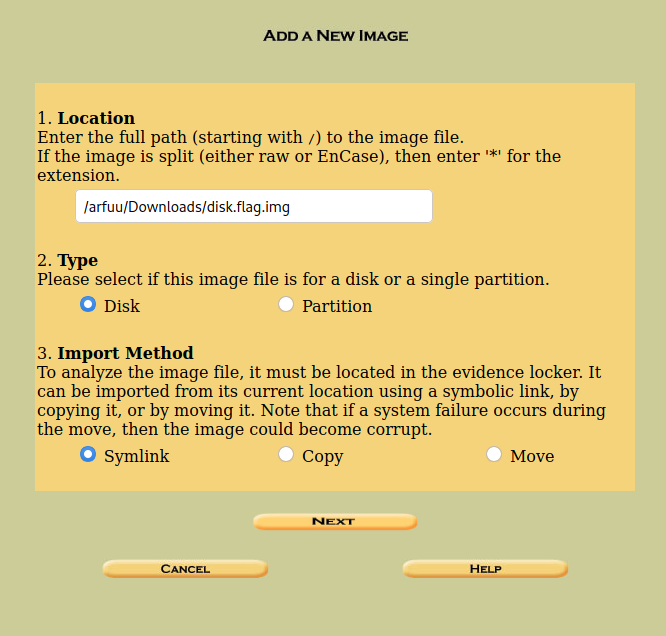 ADD A NEW IMAGE
1. Location
Enter the full path (starting with /) to the image file.
If the image is split (either raw or EnCase), then enter '*' for the
extension.
/arfuu/Downloads/disk.flag.img
2. Type
Please select if this image file is for a disk or a single partition.
Disk Partition
3. Import Method
To analyze the image file, it must be located in the evidence locker. It
can be imported from its current location using a symbolic link, by
copying it, or by moving it. Note that if a system failure occurs during
the move, then the image could become corrupt.
Symlink Copy Move
NEXT
CANCEL HELP